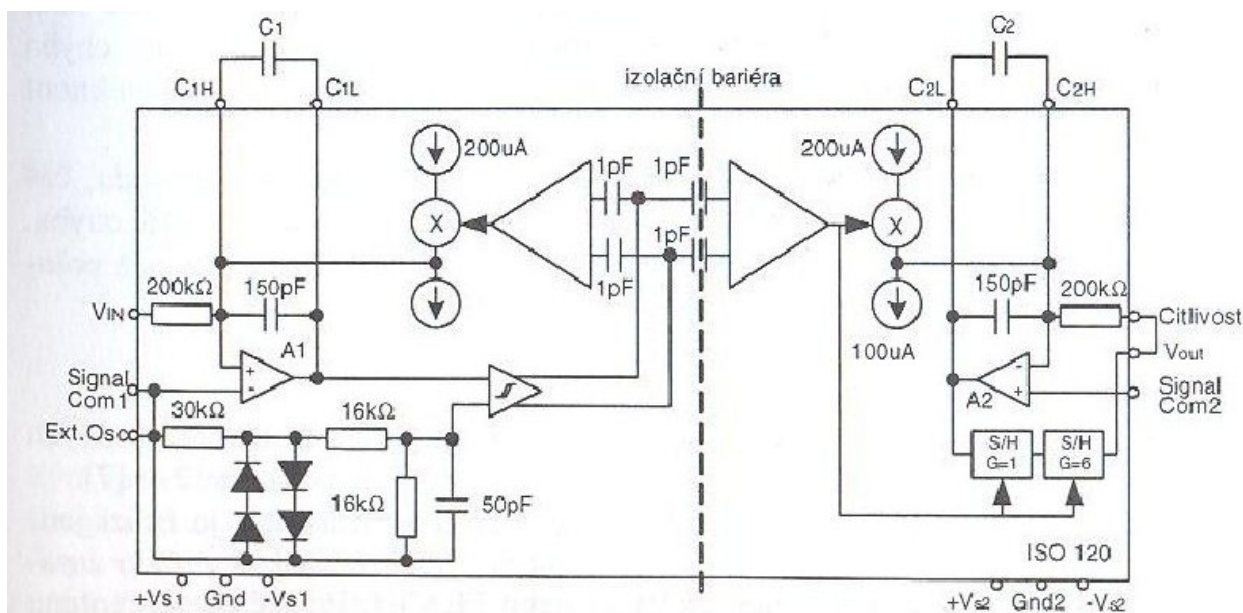 C1
C2
izolační bariéra
C1H
C1L
C2L
C2H
200uA
1pF
1pF
200uA
X
1pF
X
1pF
200kΩ
150pF
150pF
200kΩ
VIN
A1
100uA
Citlivost
Vout
Signal
Com1
A2
Signal
Com2
30kΩ
16kΩ
Ext.Osc
S/H
G=1
S/H
G=6
16kΩ
50pF
ISO 120
+Vs1
Gnd
-Vs1
+Vs2
Gnd2
-Vs2